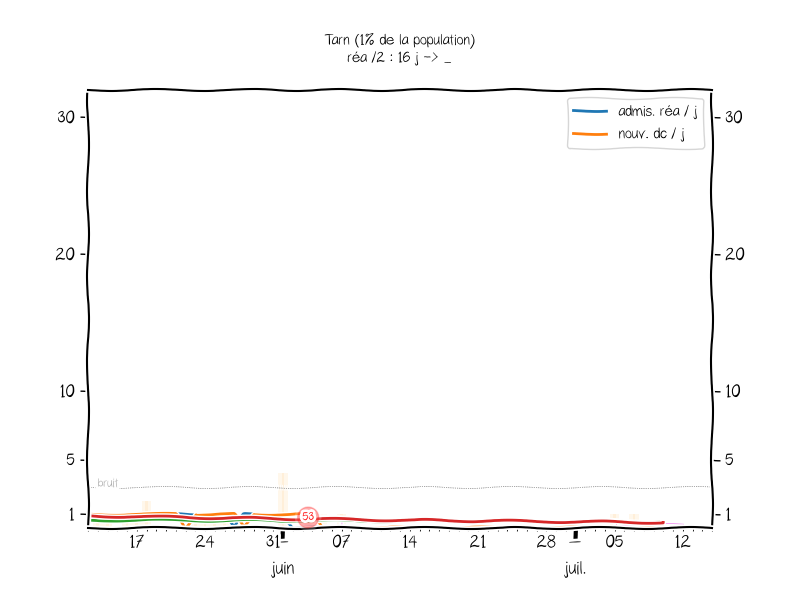 Tarn (1% de la population)
réa /2 : 16 j -> _
30
20
10
5
1
admis. réa / j
nouv. dc / j
bruit
53
30
20
10
5
1
17 24 31 07 14 21 28 05 12
juin juil.